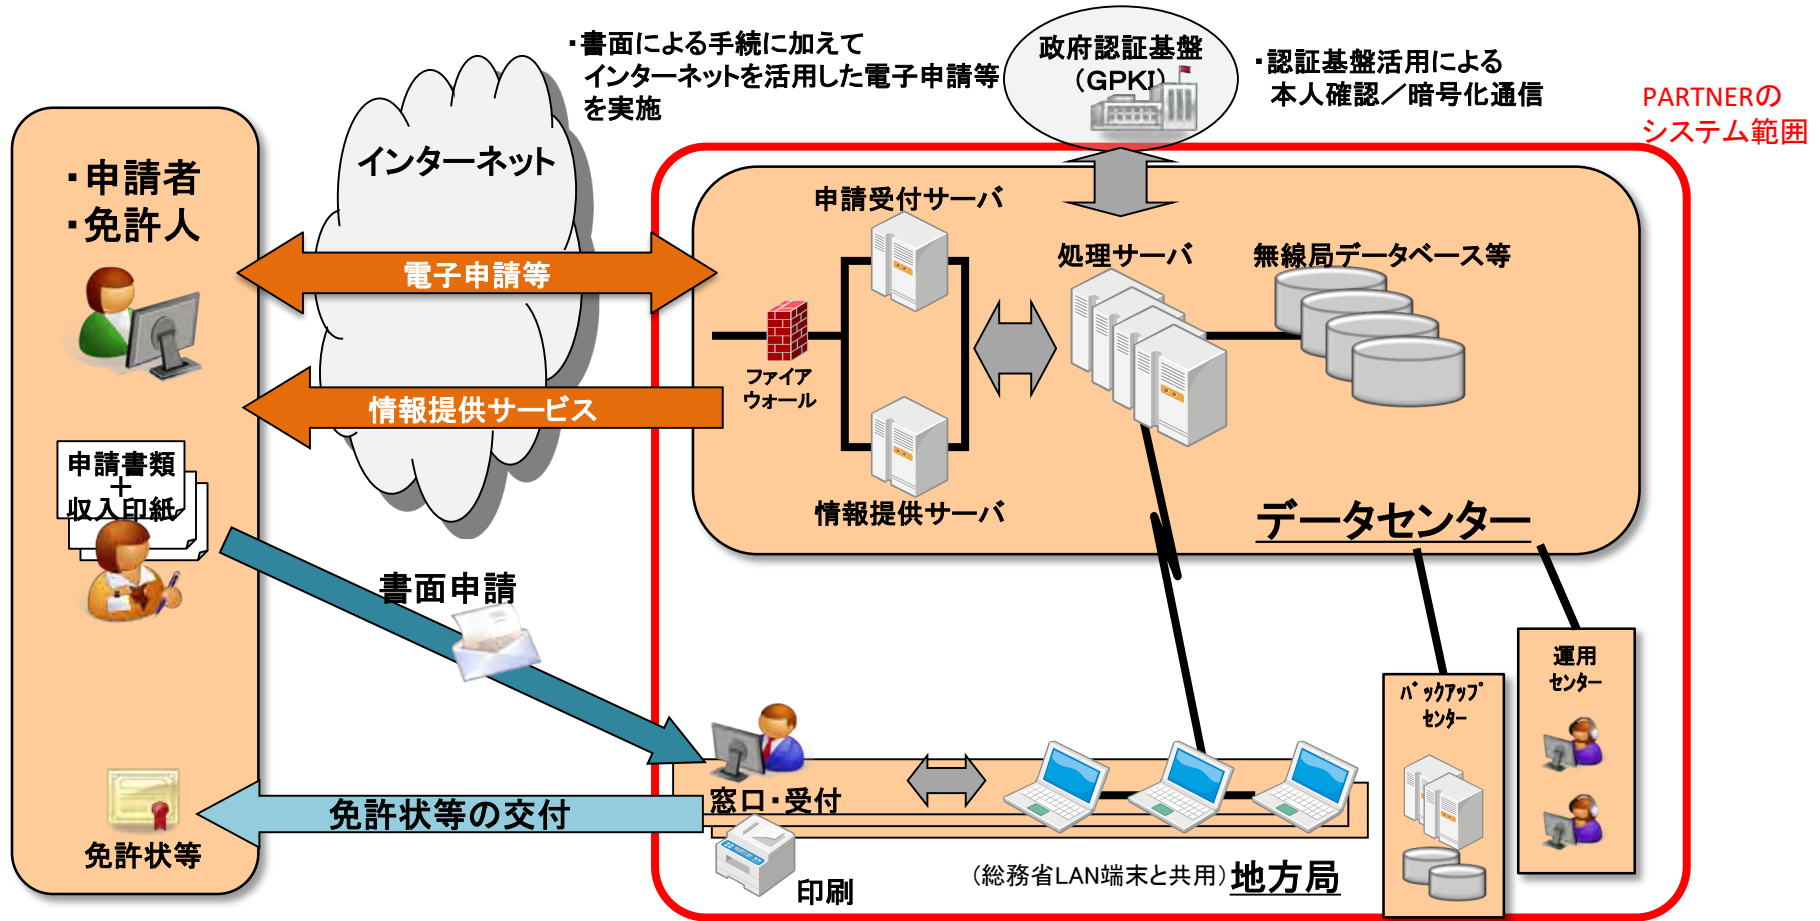 ・書面による手続に加えて
インターネットを活用した電子申請等
を実施
政府認証基盤
（GPKI）
・認証基盤活用による
本人確認／暗号化通信
PARTNERの
システム範囲
・申請者
・免許人
インターネット
電子申請等
情報提供サービス
申請受付サーバ
処理サーバ
無線局データベース等
ファイア
ウォール
情報提供サーバ
データセンター
申請書類
＋
収入印紙
書面申請
運用
センター
バックアップ
センター
窓口・受付
免許状等の交付
免許状等
印刷
（総務省LAN端末と共用）地方局